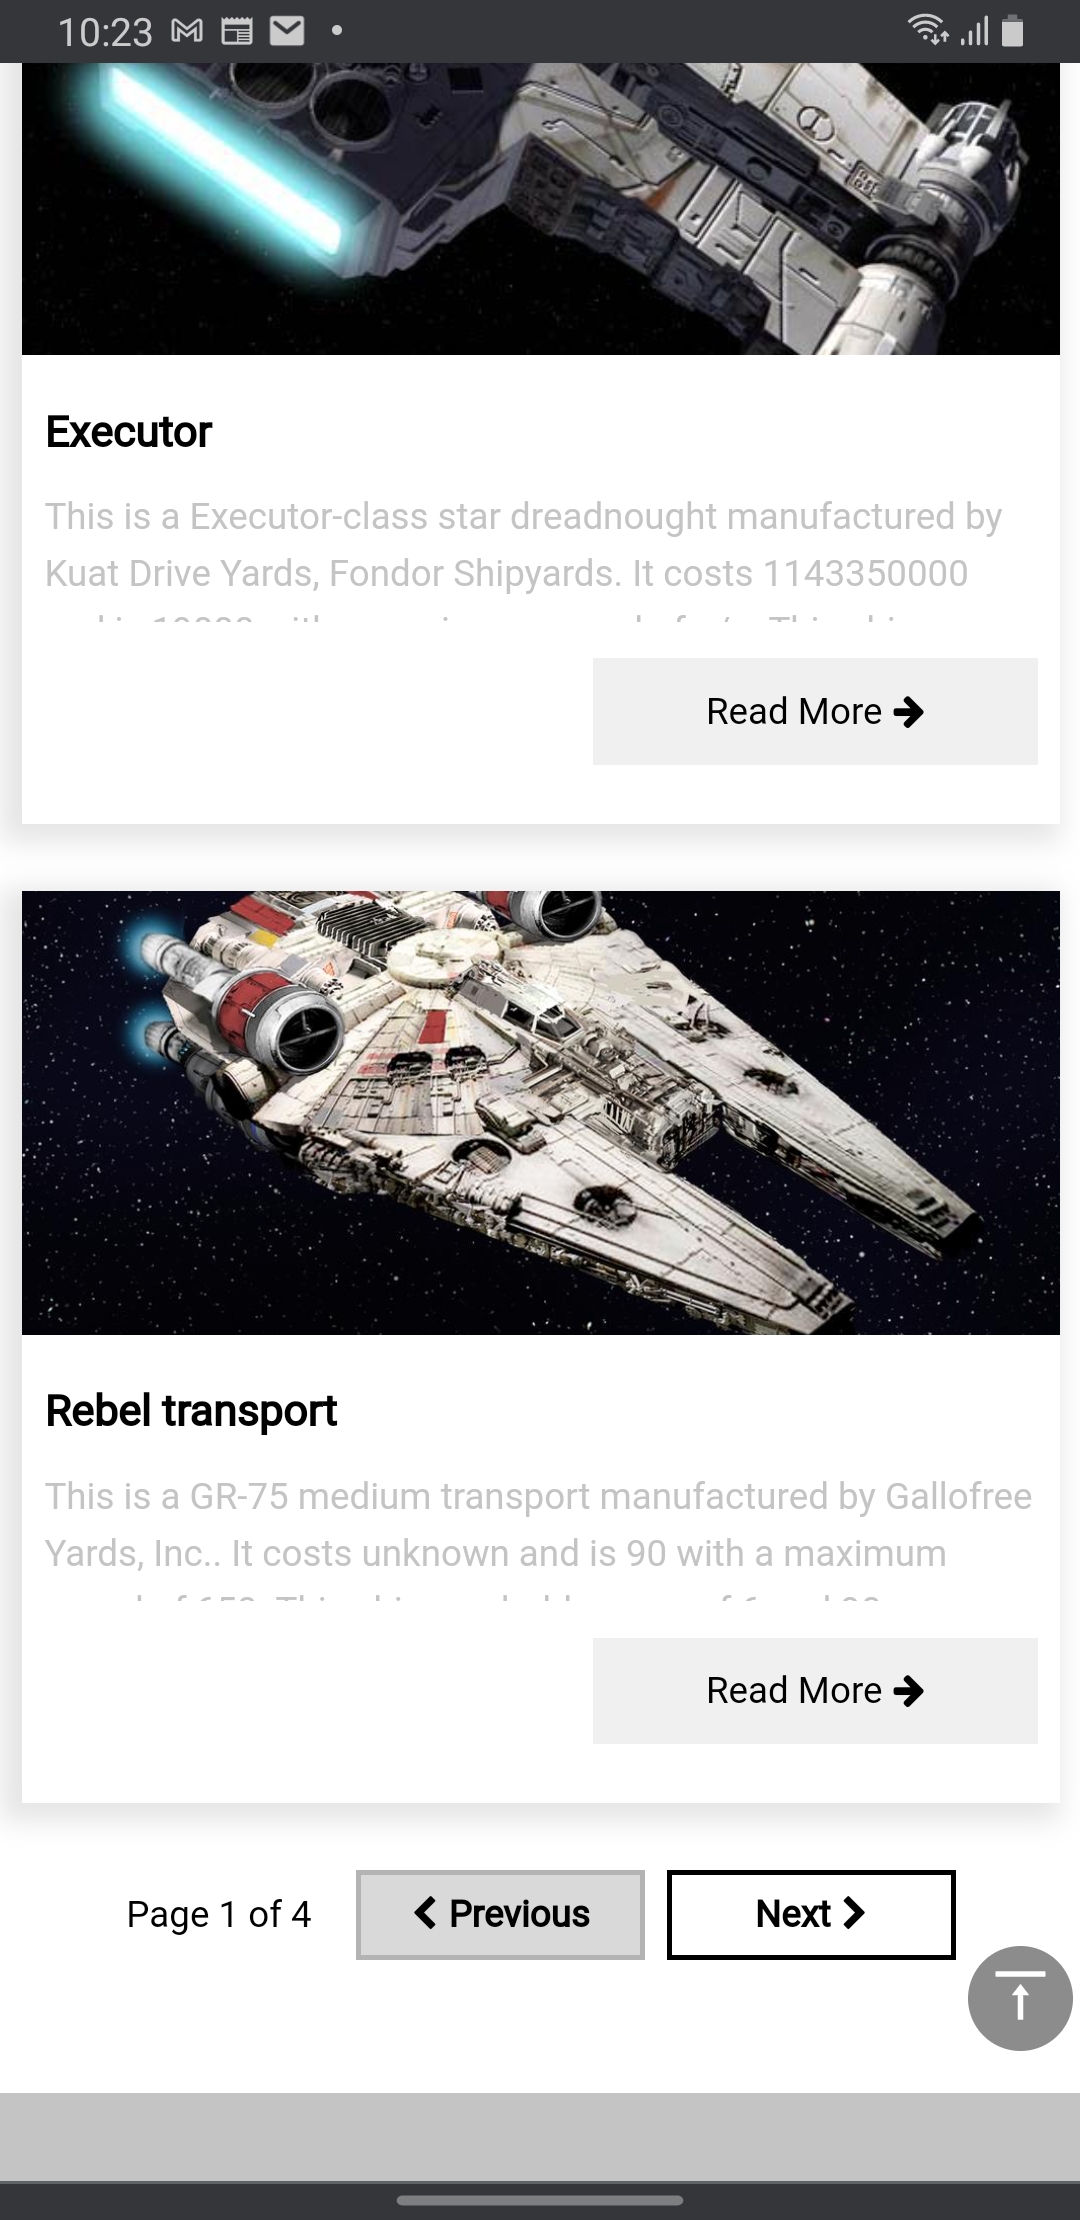 10:23
Executor
This is a Executor-class star dreadnought manufactured by
Kuat Drive Yards, Fondor Shipyards. It costs 1143350000
Read More
Rebel transport
This is a GR-75 medium transport manufactured by Gallofree
Yards, Inc.. It costs unknown and is 90 with a maximum
Read More
Page 1 of 4
Previous
Next